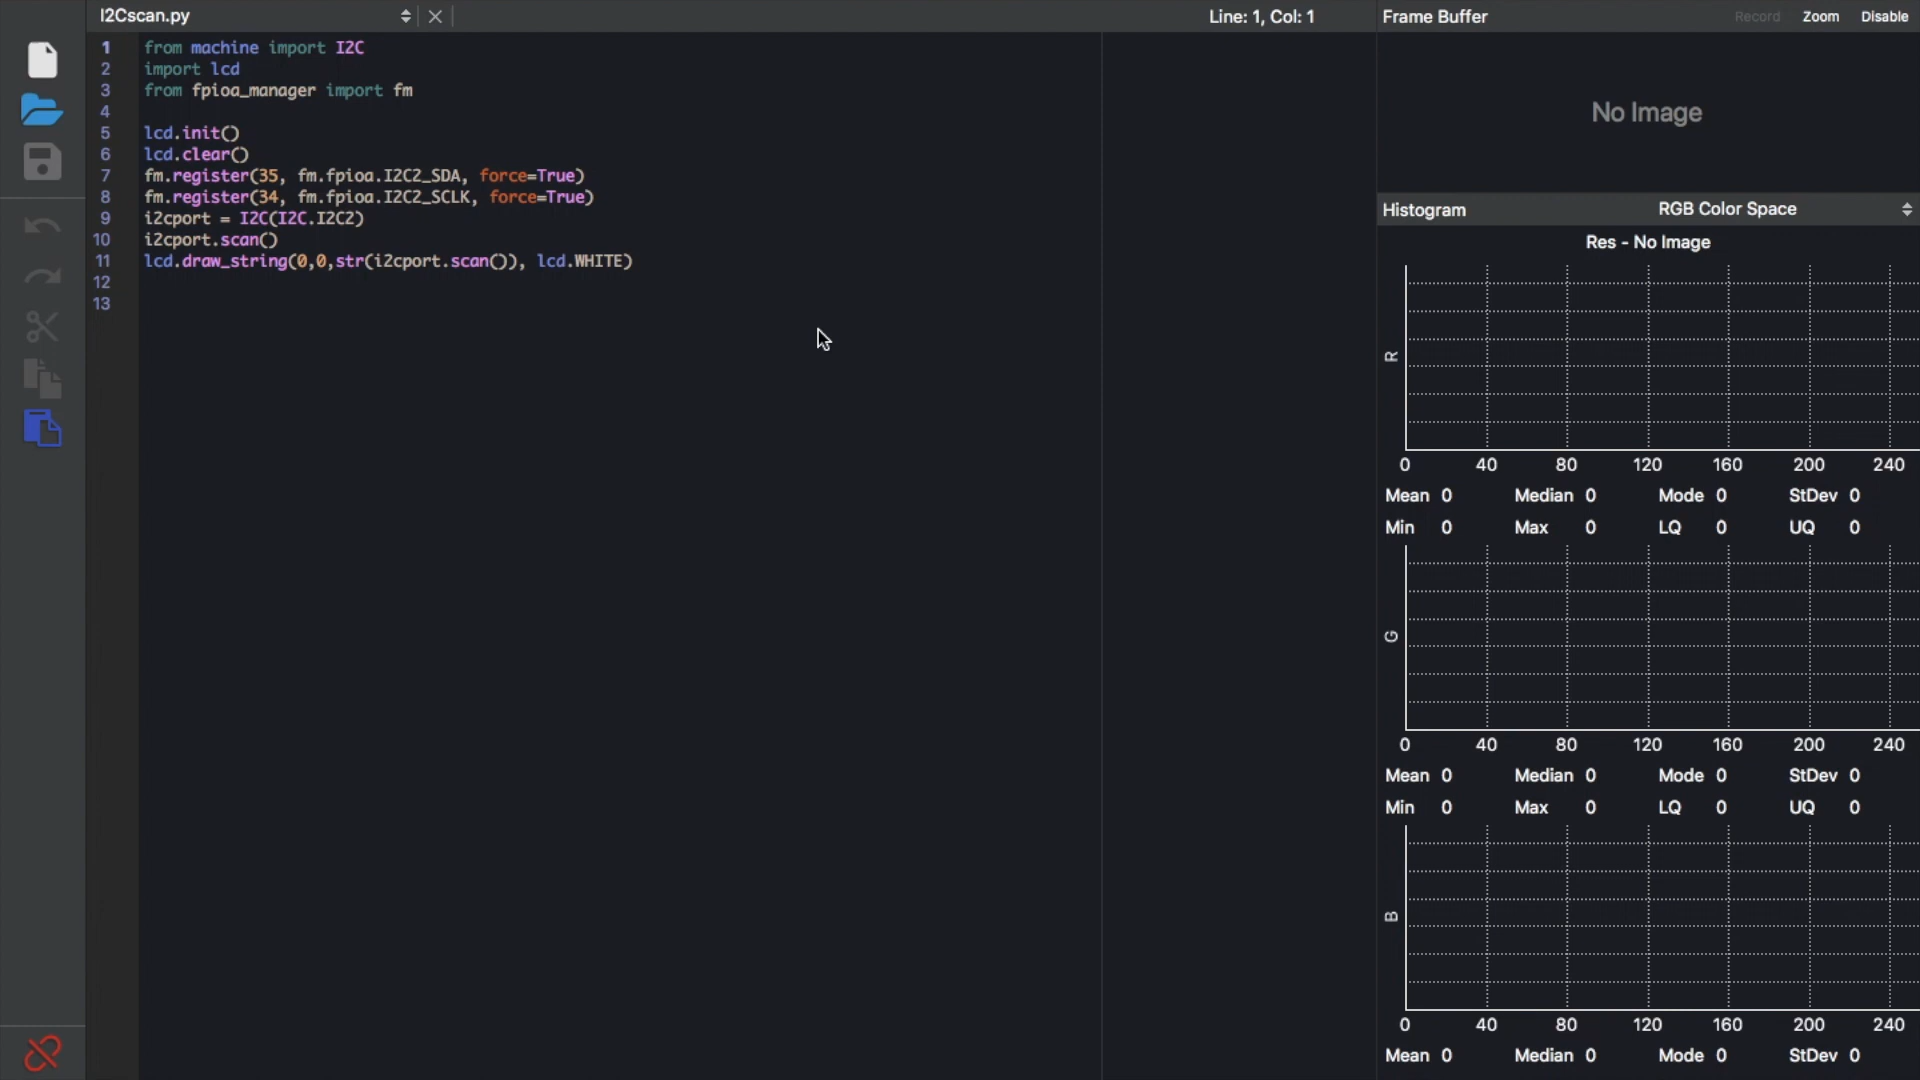 I2Cscan.py
Line: 1, Col: 1
Frame Buffer
Record
Zoom
Disable
1 from machine import I2C
2 import lcd
3 from fpioa_manager import fm
4
5 lcd.init()
6 lcd.clear()
7 fm.register(35, fm.fpioa.I2C2_SDA, force=True)
8 fm.register(34, fm.fpioa.I2C2_SCLK, force=True)
9 i2cport = I2C(I2C.I2C2)
10 i2cport.scan()
11 lcd.draw_string(0,0,str(i2cport.scan()), lcd.WHITE)
12
13
No Image
Histogram
RGB Color Space
Res - No Image
R
0 40 80 120 160 200 240
Mean 0 Median 0 Mode 0 StDev 0
Min 0 Max 0 LQ 0 UQ 0
G
0 40 80 120 160 200 240
Mean 0 Median 0 Mode 0 StDev 0
Min 0 Max 0 LQ 0 UQ 0
B
0 40 80 120 160 200 240
Mean 0 Median 0 Mode 0 StDev 0